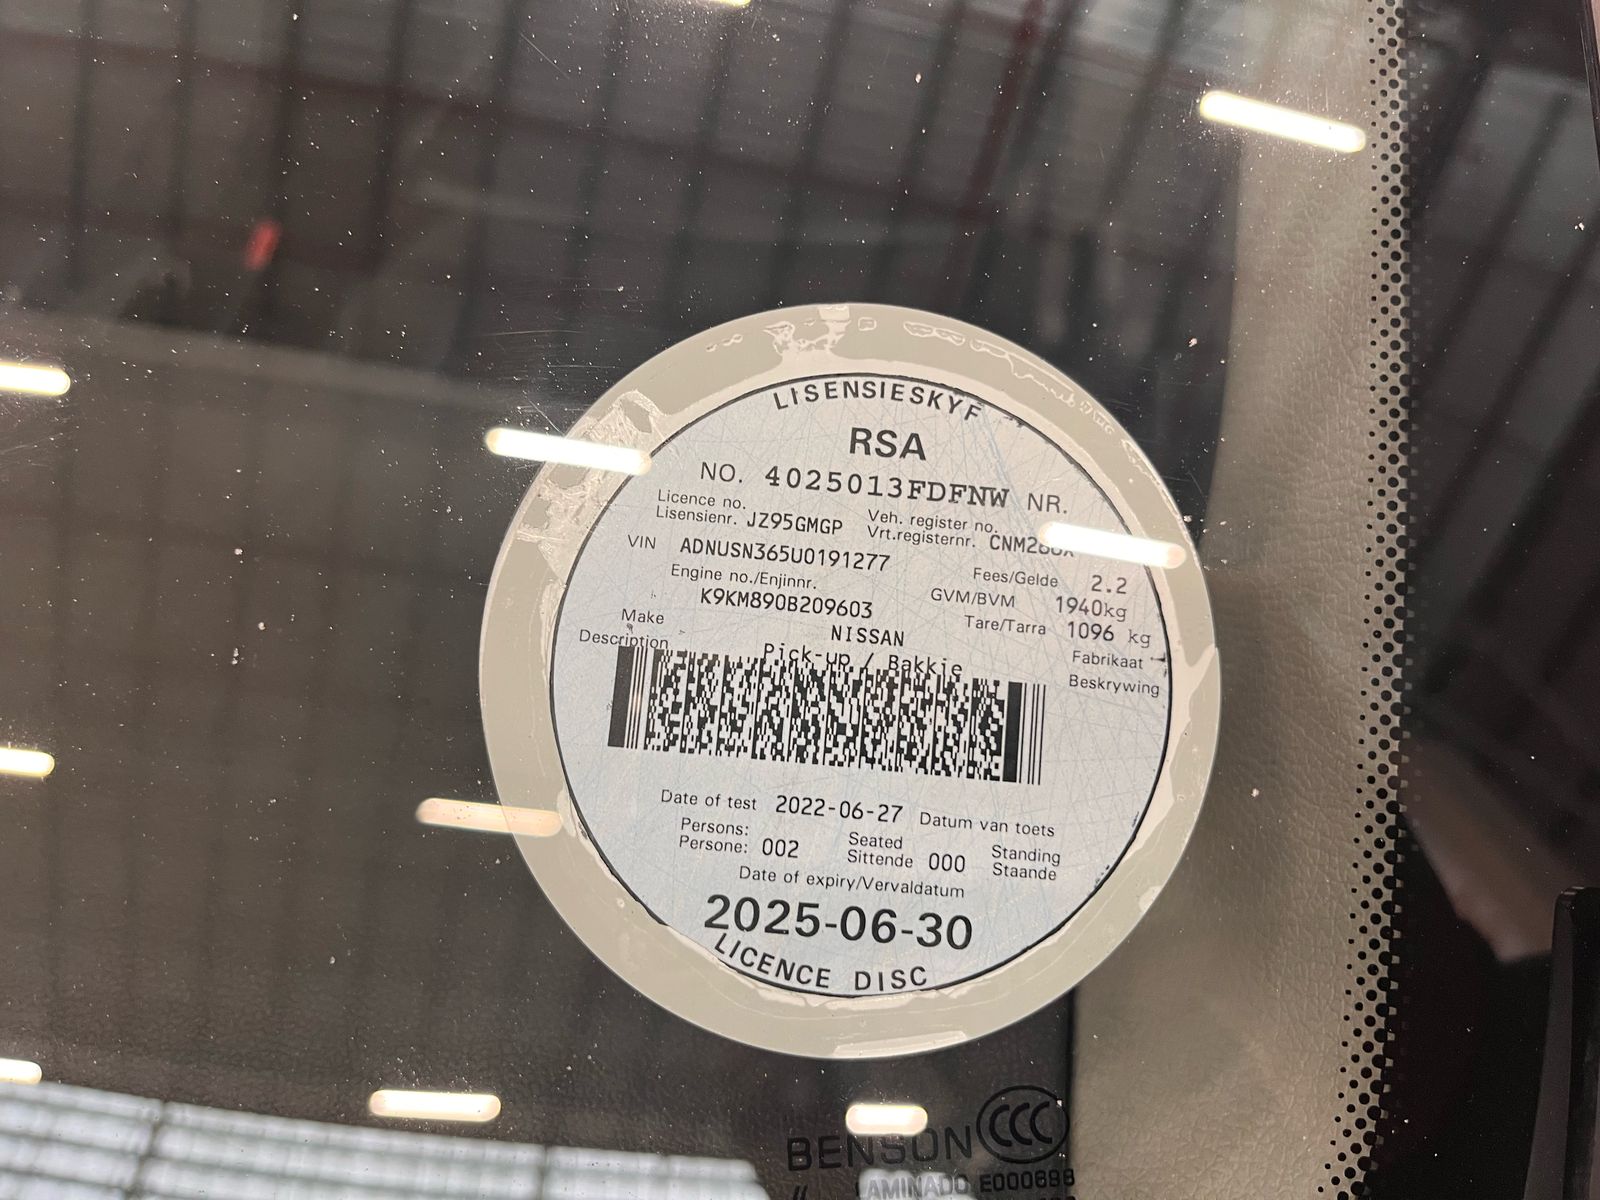 LISENSIESKYF
RSA
NO. 4025013FDFNW NR.
Licence no.
Lisensienr. JZ95GMGP
Veh. register no.
Vrt.registernr.
VIN ADNUSN365U0191277
Engine no./Enjinnr.
K9KM890B209603
Fees/Gelde 2.2
GVM/BVM 1940kg
Tare/Tarra 1096 kg
Make NISSAN Fabrikaat
Description Pick-up / Bakkie Beskrywing
Date of test 2022-06-27 Datum van toets
Persons:
Persone: 002
Seated
Sittende 000
Standing
Staande
Date of expiry/Vervaldatum
2025-06-30
LICENCE DISC
BENSON CCC
LAMINADO E000698